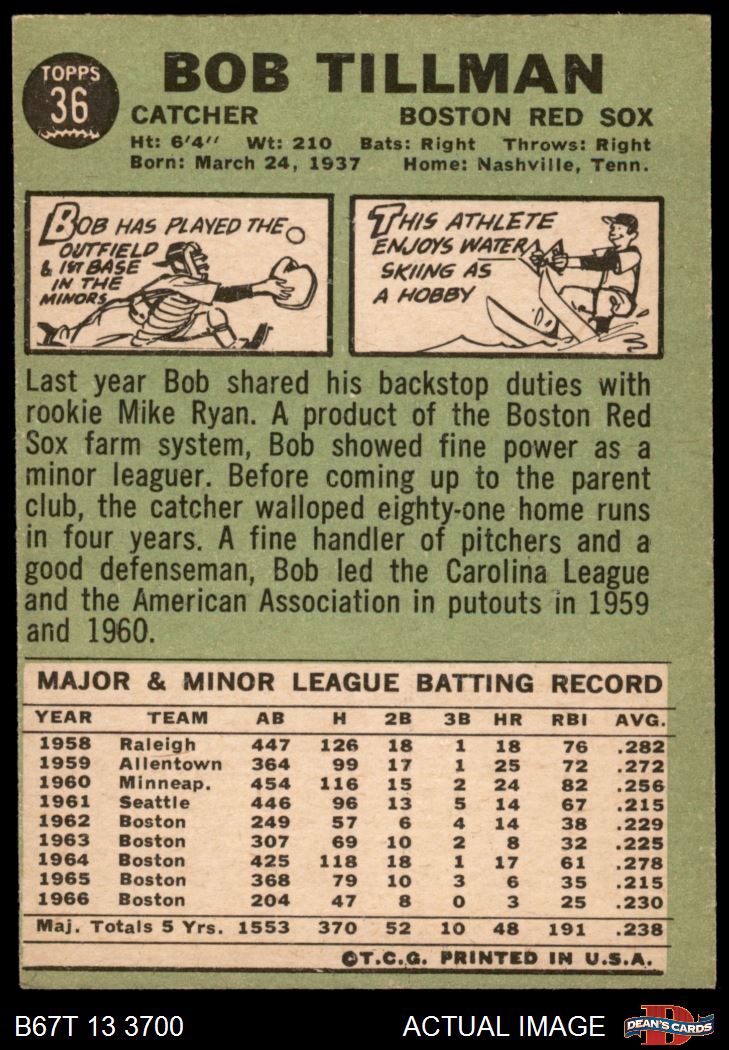 TOPPS
36
BOB TILLMAN
CATCHER BOSTON RED SOX
Ht: 6'4" Wt: 210 Bats: Right Throws: Right
Born: March 24, 1937 Home: Nashville, Tenn.
BOB HAS PLAYED THE
OUTFIELD
& 1ST BASE
IN THE
MINORS
THIS ATHLETE
ENJOYS WATER
SKIING AS
A HOBBY
Last year Bob shared his backstop duties with
rookie Mike Ryan. A product of the Boston Red
Sox farm system, Bob showed fine power as a
minor leaguer. Before coming up to the parent
club, the catcher walloped eighty-one home runs
in four years. A fine handler of pitchers and a
good defenseman, Bob led the Carolina League
and the American Association in putouts in 1959
and 1960.
MAJOR & MINOR LEAGUE BATTING RECORD
YEAR TEAM AB H 2B 3B HR RBI AVG.
1958 Raleigh 447 126 18 1 18 76 .282
1959 Allentown 364 99 17 1 25 72 .272
1960 Minneap. 454 116 15 2 24 82 .256
1961 Seattle 446 96 13 5 14 67 .215
1962 Boston 249 57 6 4 14 38 .229
1963 Boston 307 69 10 2 8 32 .225
1964 Boston 425 118 18 1 17 61 .278
1965 Boston 368 79 10 3 6 35 .215
1966 Boston 204 47 8 0 3 25 .230
Maj. Totals 5 Yrs. 1553 370 52 10 48 191 .238
©T.C.G. PRINTED IN U.S.A.
B67T 13 3700 ACTUAL IMAGE
D
DEAN'S CARDS